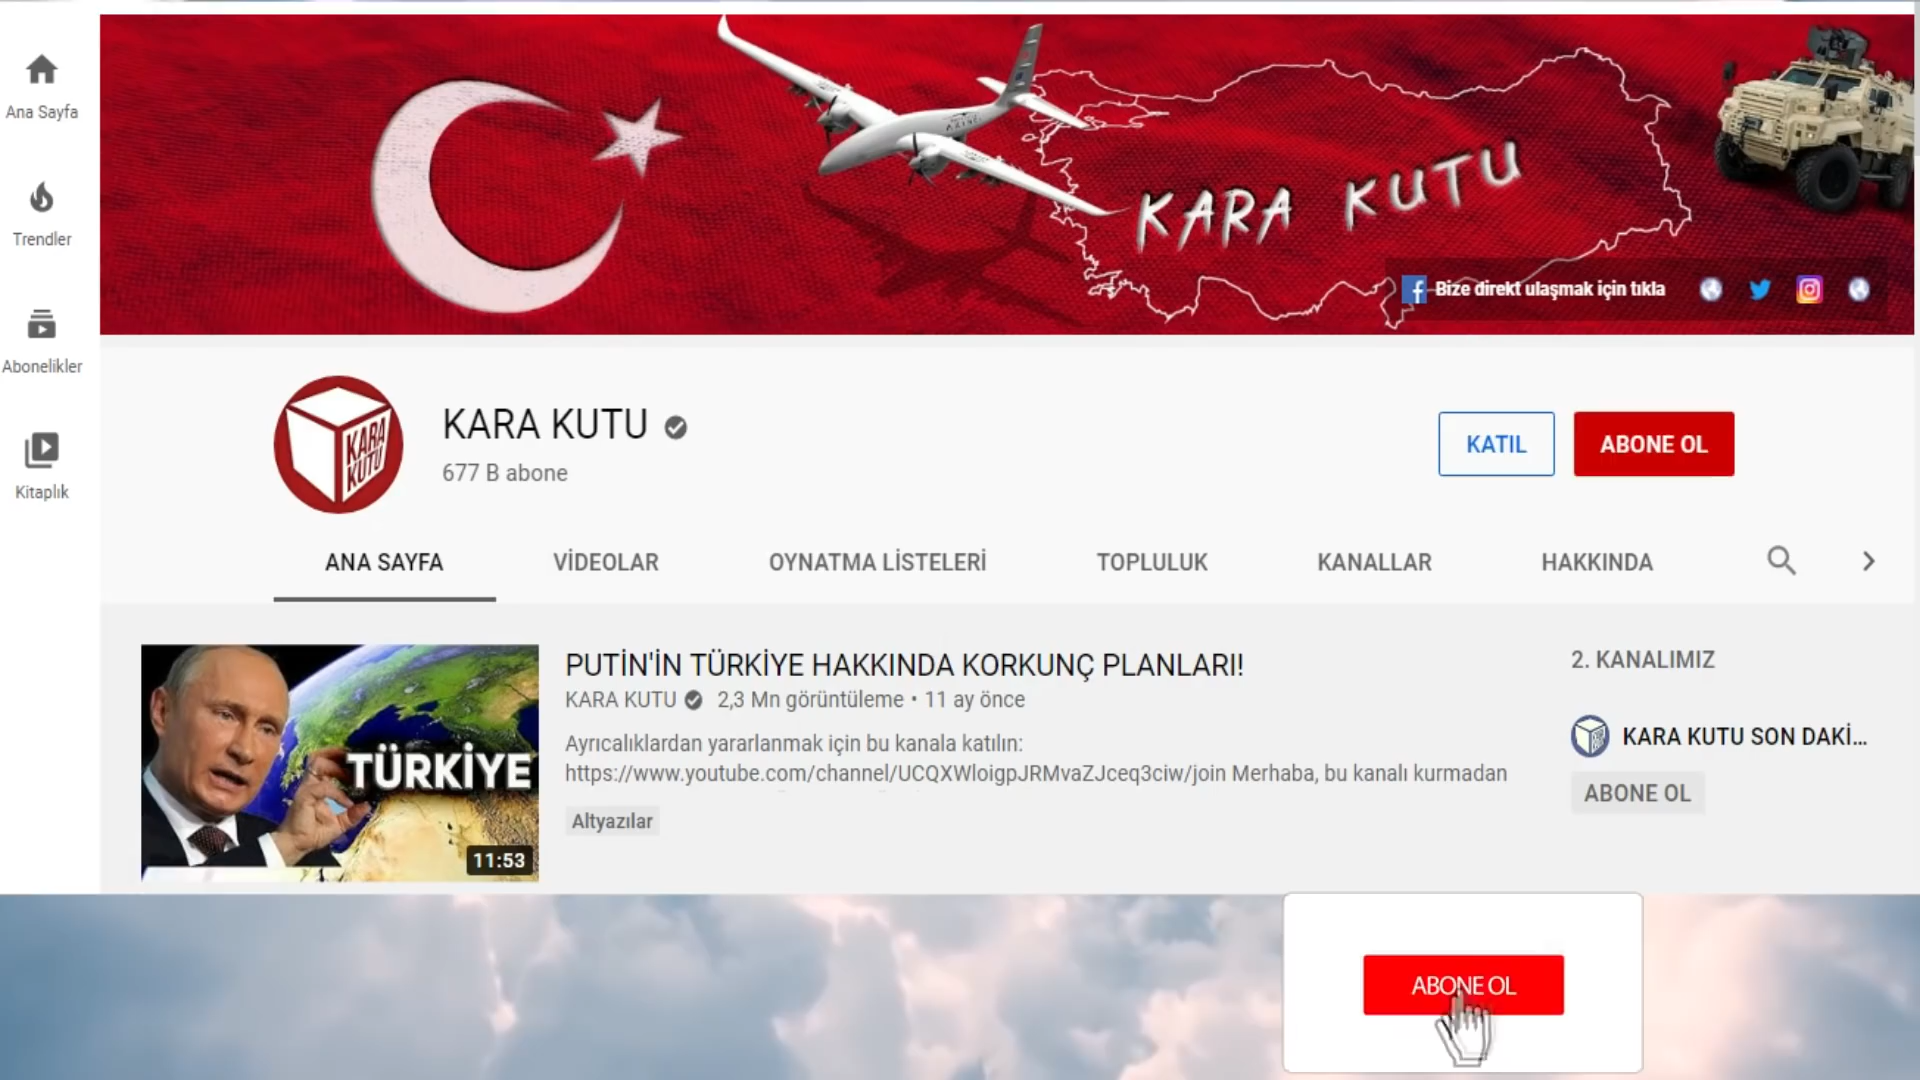 Ana Sayfa
Trendler
Abonelikler
Kitaplık
KARA KUTU
Bize direkt ulaşmak için tıkla
KARA KUTU
KARA KUTU
677 B abone
KATIL
ABONE OL
ANA SAYFA
VİDEOLAR
OYNATMA LİSTELERİ
TOPLULUK
KANALLAR
HAKKINDA
TÜRKİYE
11:53
PUTİN'İN TÜRKİYE HAKKINDA KORKUNÇ PLANLARI!
KARA KUTU 2,3 Mn görüntüleme • 11 ay önce
Ayrıcalıklardan yararlanmak için bu kanala katılın:
https://www.youtube.com/channel/UCQXWloigpJRMvaZJceq3ciw/join Merhaba, bu kanalı kurmadan
Altyazılar
2. KANALIMIZ
KARA KUTU SON DAKİ...
ABONE OL
ABONE OL